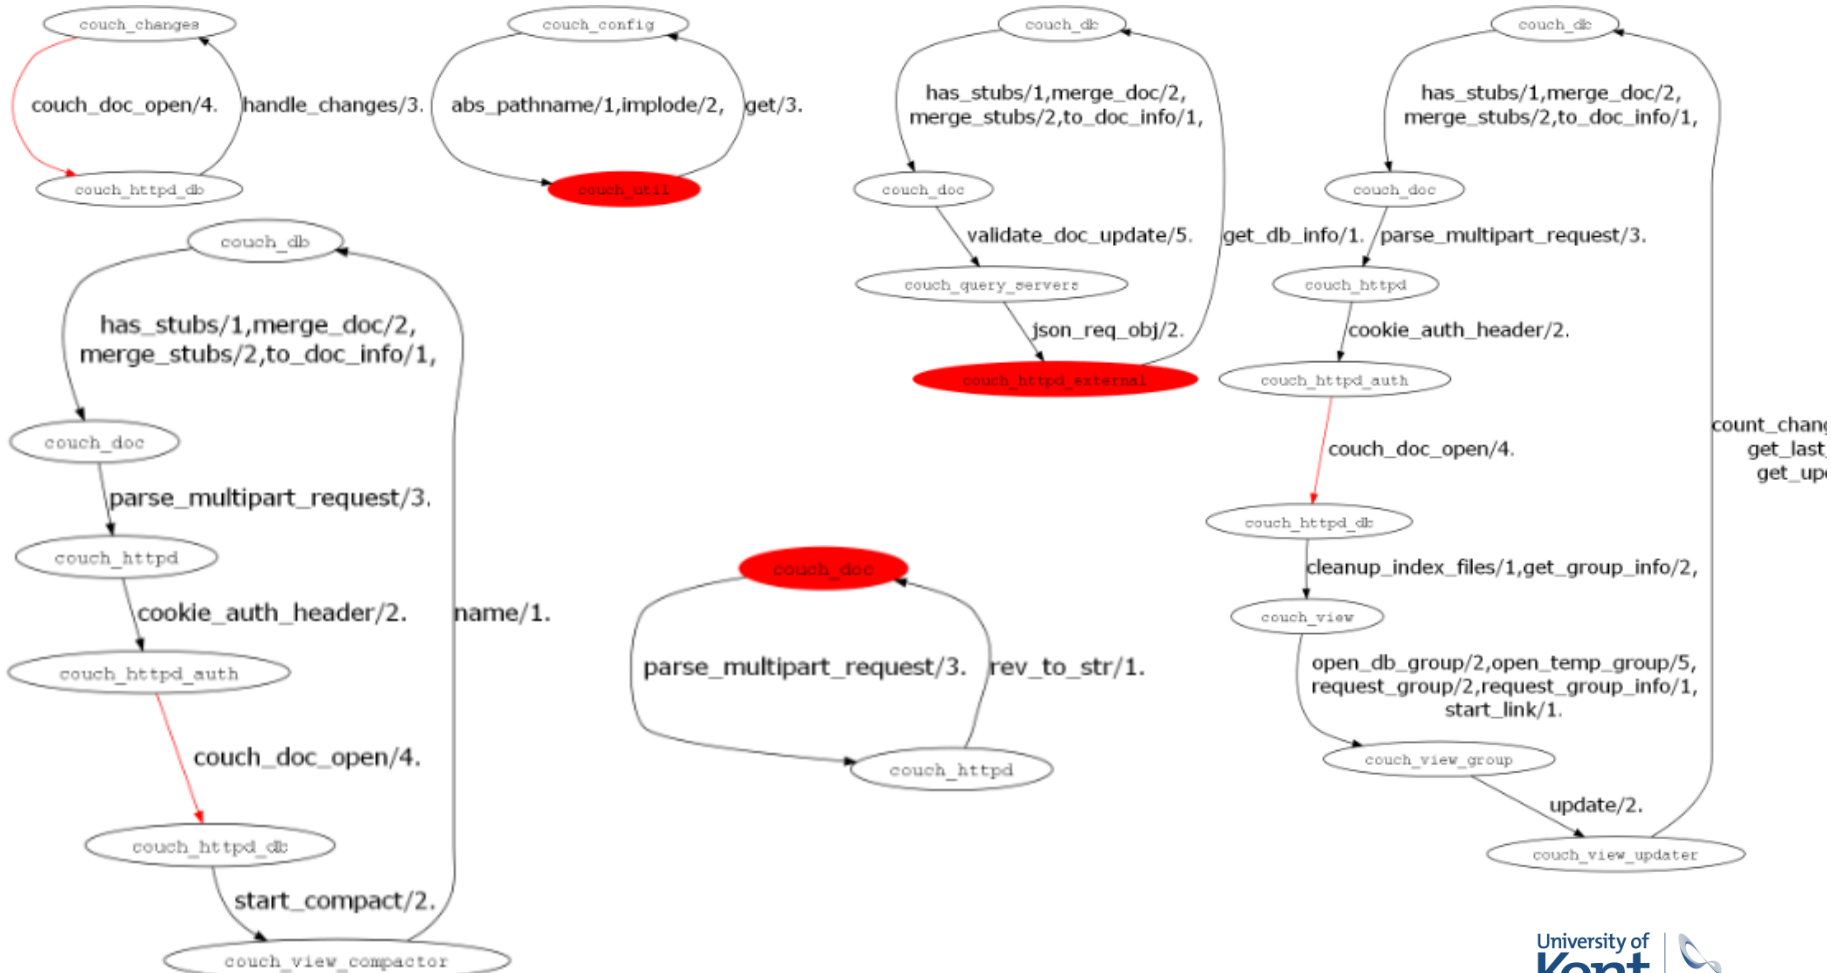 couch_changes
couch_doc_open/4.
handle_changes/3.
couch_httpd_db
couch_config
abs_pathname/1,implode/2,
get/3.
couch_util
couch_db
has_stubs/1,merge_doc/2,
merge_stubs/2,to_doc_info/1,
couch_doc
validate_doc_update/5.
get_db_info/1.
couch_query_servers
json_req_obj/2.
couch_httpd_external
couch_db
has_stubs/1,merge_doc/2,
merge_stubs/2,to_doc_info/1,
couch_doc
parse_multipart_request/3.
couch_httpd
cookie_auth_header/2.
couch_httpd_auth
couch_doc_open/4.
couch_httpd_db
cleanup_index_files/1,get_group_info/2,
couch_view
open_db_group/2,open_temp_group/5,
request_group/2,request_group_info/1,
start_link/1.
couch_view_group
update/2.
couch_view_updater
get_last_
couch_db
has_stubs/1,merge_doc/2,
merge_stubs/2,to_doc_info/1,
couch_doc
parse_multipart_request/3.
couch_httpd
cookie_auth_header/2.
name/1.
couch_httpd_auth
couch_doc_open/4.
couch_httpd_db
start_compact/2.
couch_view_compactor
couch_doc
parse_multipart_request/3.
rev_to_str/1.
couch_httpd
University of
Kent